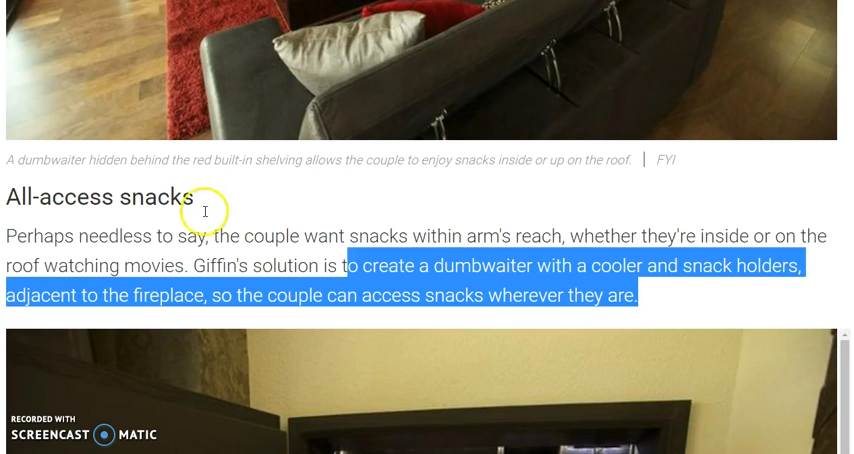 A dumbwaiter hidden behind the red built-in shelving allows the couple to enjoy snacks inside or up on the roof. | FYI
All-access snacks
Perhaps needless to say, the couple want snacks within arm's reach, whether they're inside or on the
roof watching movies. Giffin's solution is to create a dumbwaiter with a cooler and snack holders,
adjacent to the fireplace, so the couple can access snacks wherever they are.
RECORDED WITH
SCREENCAST MATIC